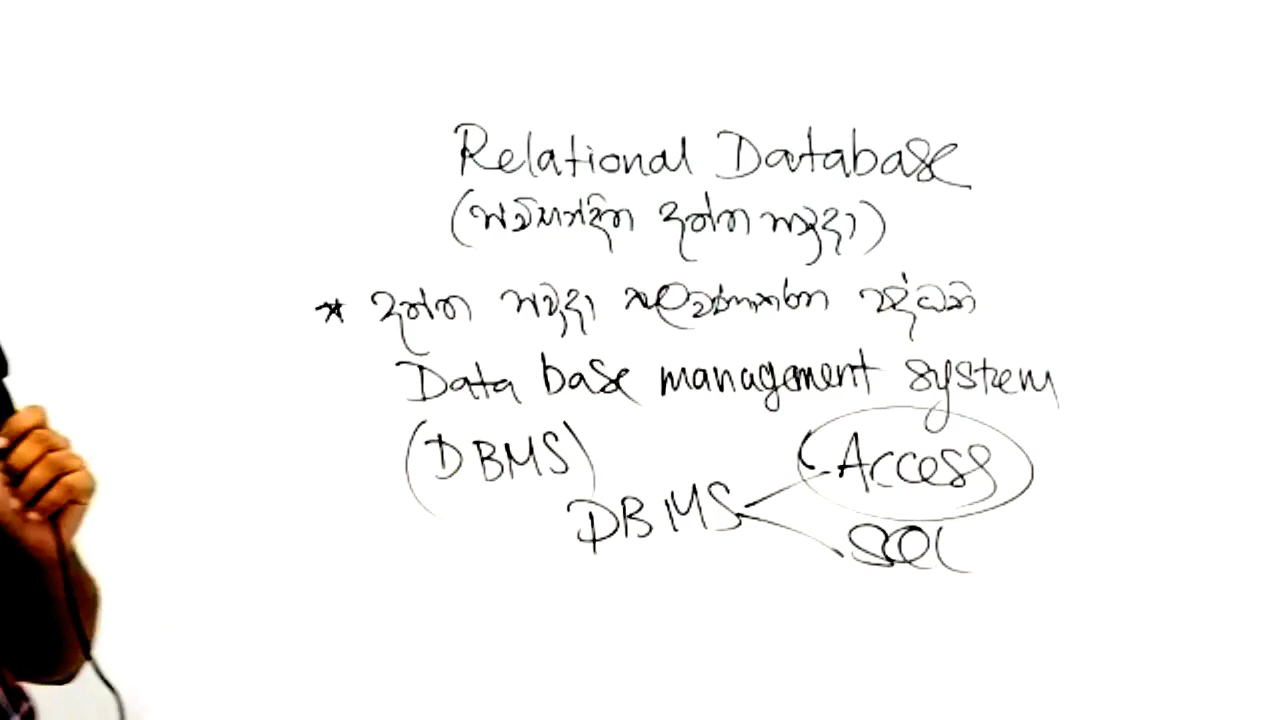 Relational Database
(සම්බන්ධිත දත්ත සමුදා)
* දත්ත සමුදා කළමනාකරණ පද්ධති
Data base management system
(DBMS)
Access
DBMS
SQL